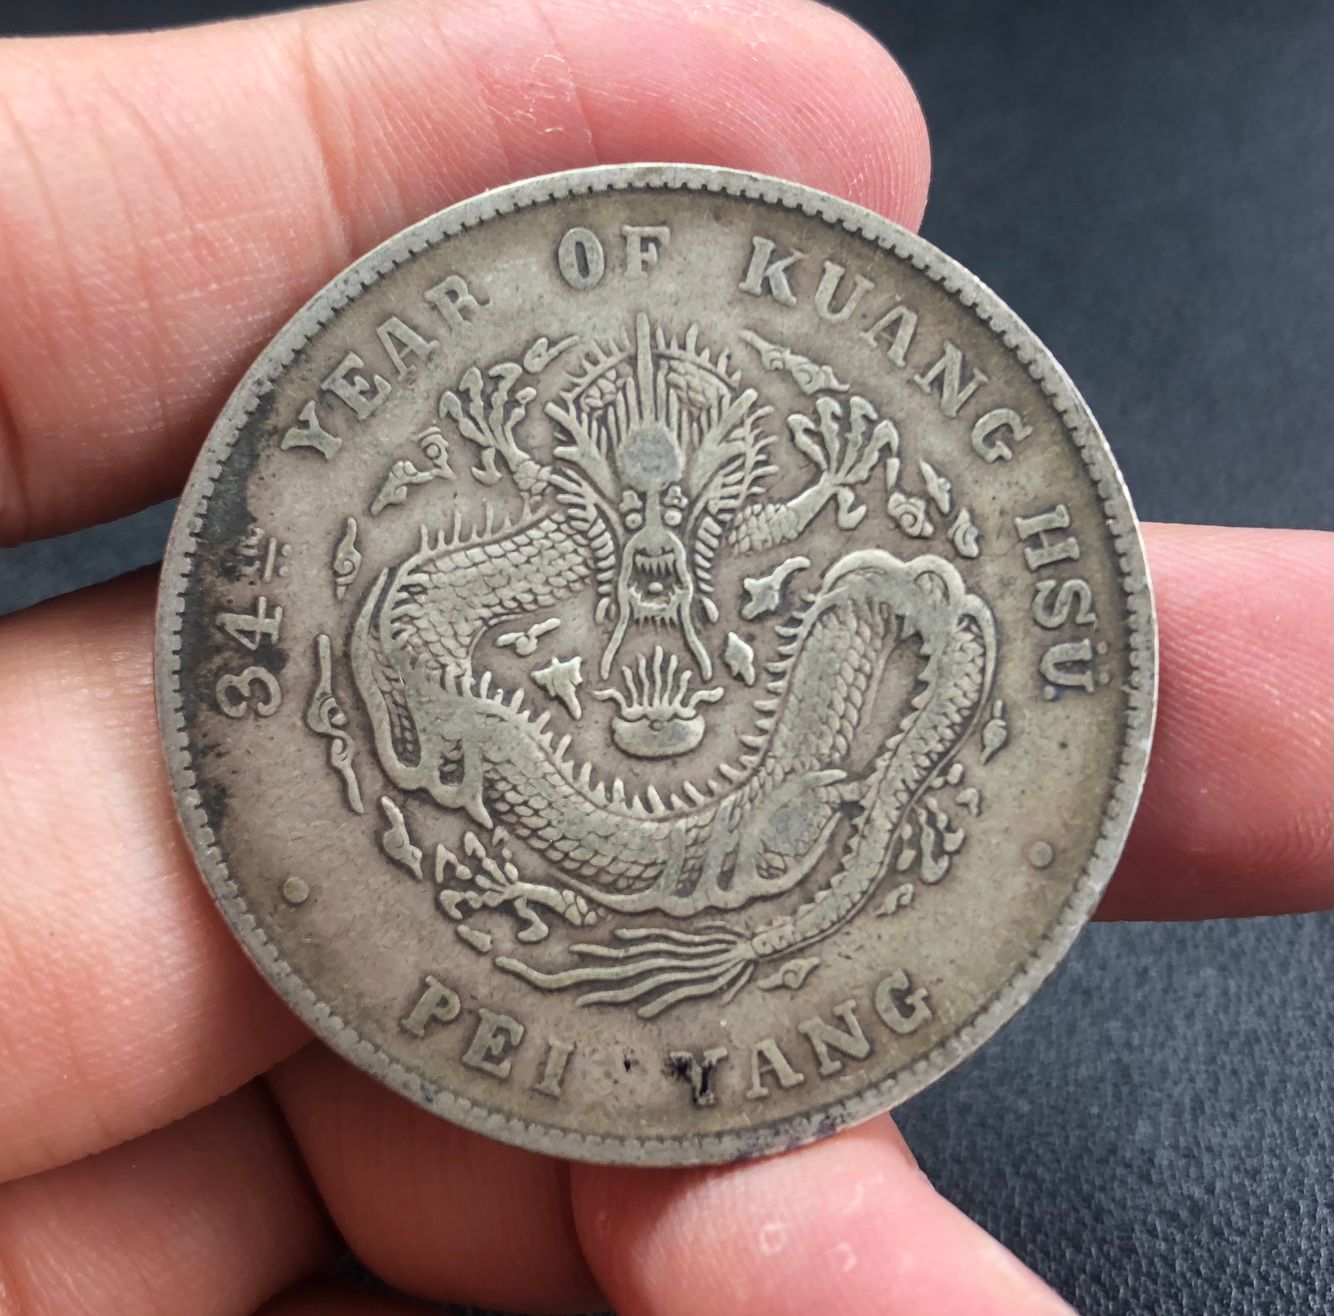 34TH YEAR OF KUANG HSÜ.
PEI YANG